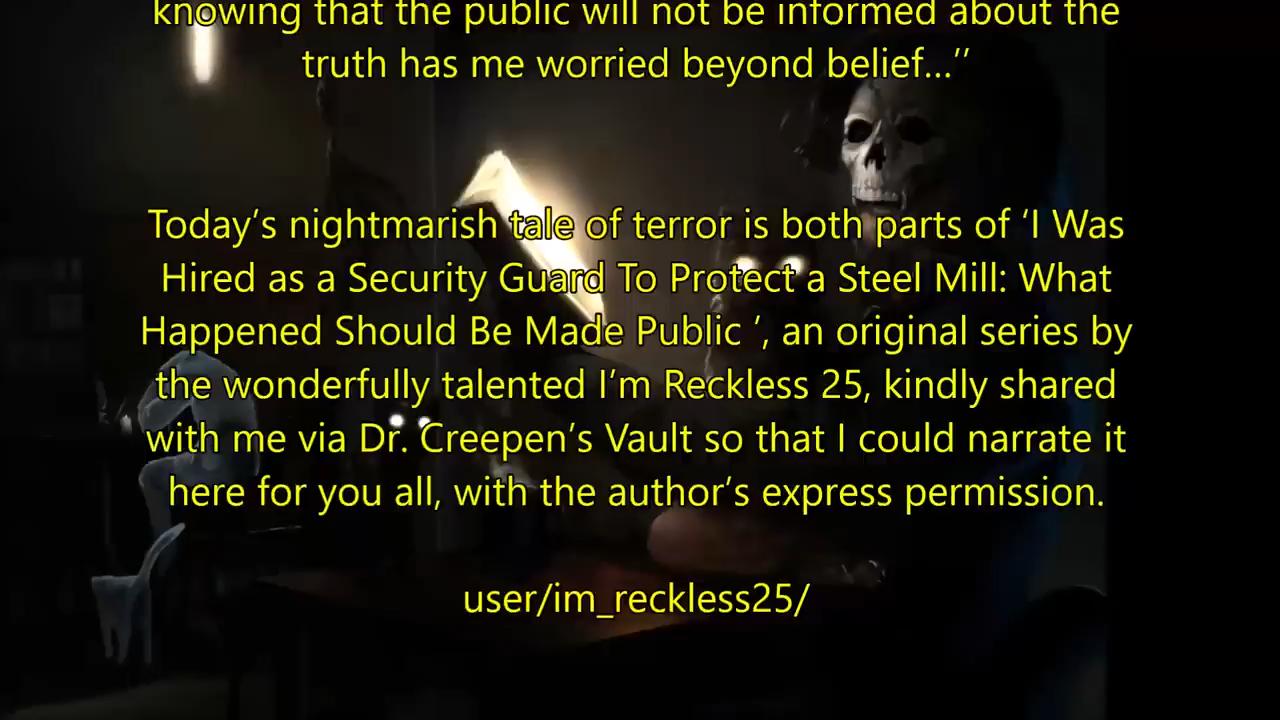 knowing that the public will not be informed about the
truth has me worried beyond belief…’’
Today’s nightmarish tale of terror is both parts of ‘I Was
Hired as a Security Guard To Protect a Steel Mill: What
Happened Should Be Made Public ’, an original series by
the wonderfully talented I’m Reckless 25, kindly shared
with me via Dr. Creepen’s Vault so that I could narrate it
here for you all, with the author’s express permission.
user/im_reckless25/